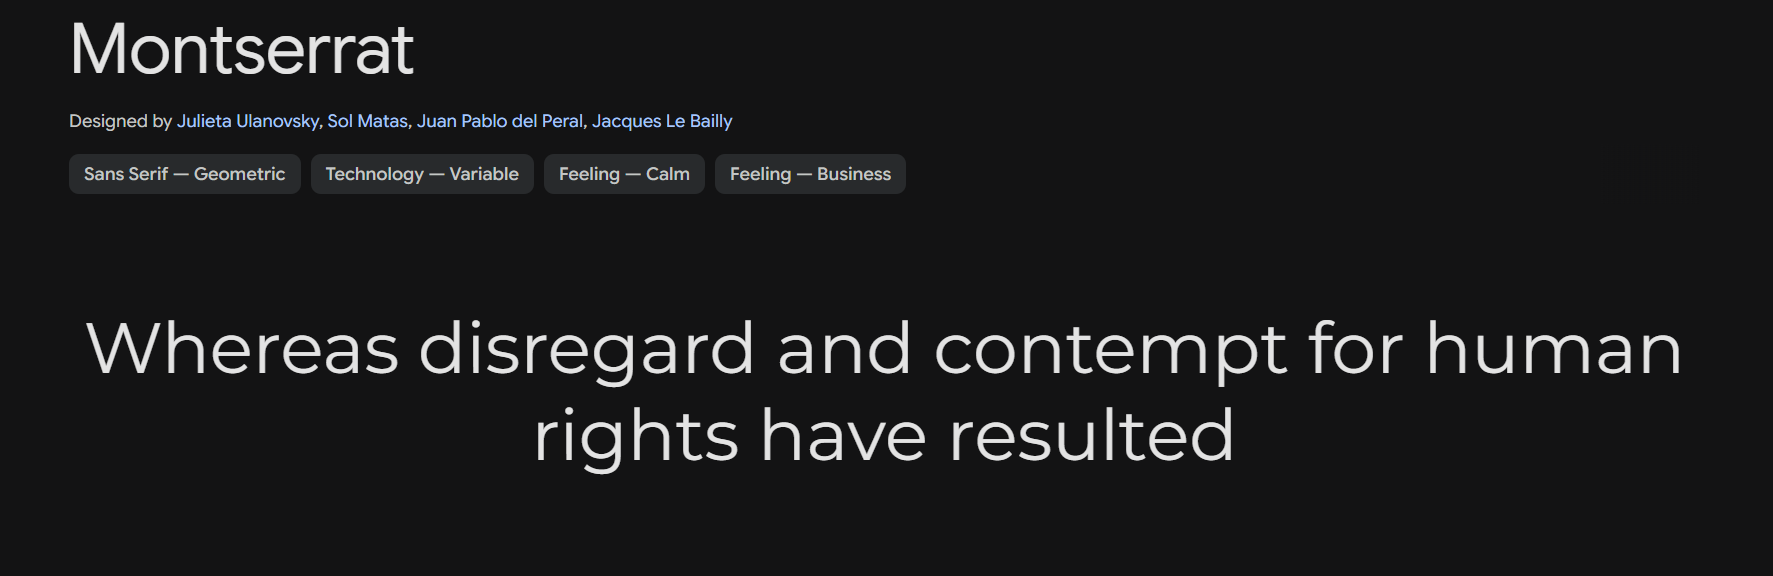 Montserrat
Designed by Julieta Ulanovsky, Sol Matas, Juan Pablo del Peral, Jacques Le Bailly
Sans Serif — Geometric Technology — Variable Feeling — Calm Feeling — Business
Whereas disregard and contempt for human
rights have resulted